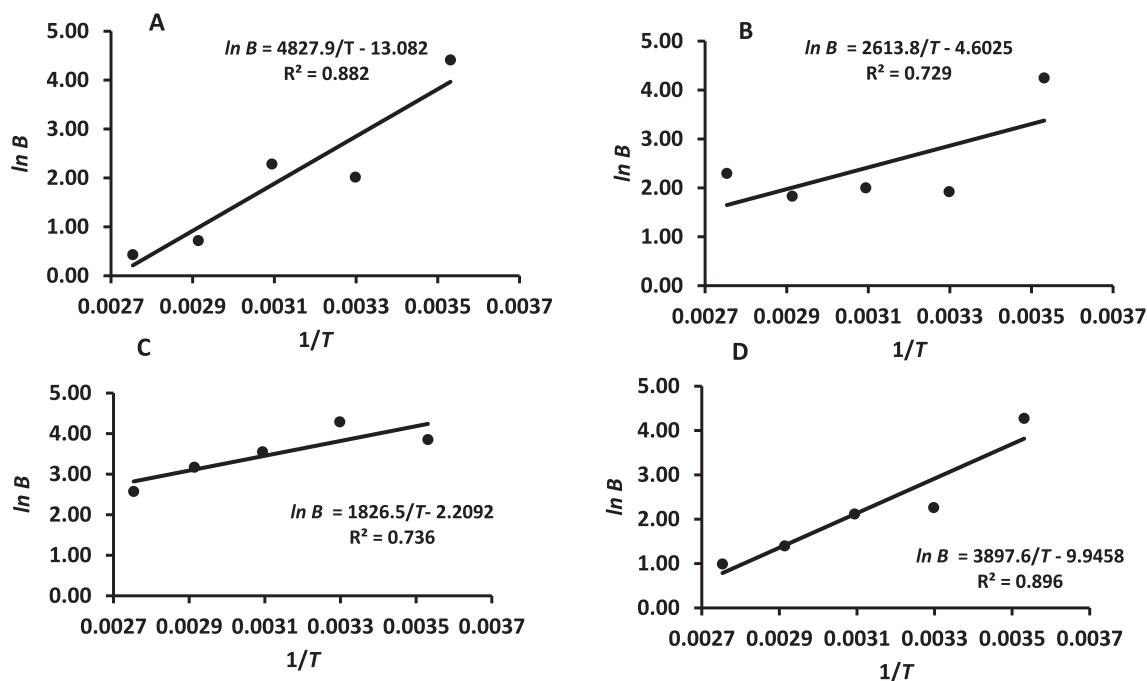 A
ln B = 4827.9/T - 13.082
R² = 0.882
5.00
4.00
3.00
2.00
1.00
0.00
ln B
0.0027 0.0029 0.0031 0.0033 0.0035 0.0037
1/T
B
ln B = 2613.8/T - 4.6025
R² = 0.729
5.00
4.00
3.00
2.00
1.00
0.00
ln B
0.0027 0.0029 0.0031 0.0033 0.0035 0.0037
1/T
C
5.00
4.00
3.00
2.00
1.00
0.00
ln B
ln B = 1826.5/T- 2.2092
R² = 0.736
0.0027 0.0029 0.0031 0.0033 0.0035 0.0037
1/T
D
5.00
4.00
3.00
2.00
1.00
0.00
ln B
ln B = 3897.6/T - 9.9458
R² = 0.896
0.0027 0.0029 0.0031 0.0033 0.0035 0.0037
1/T